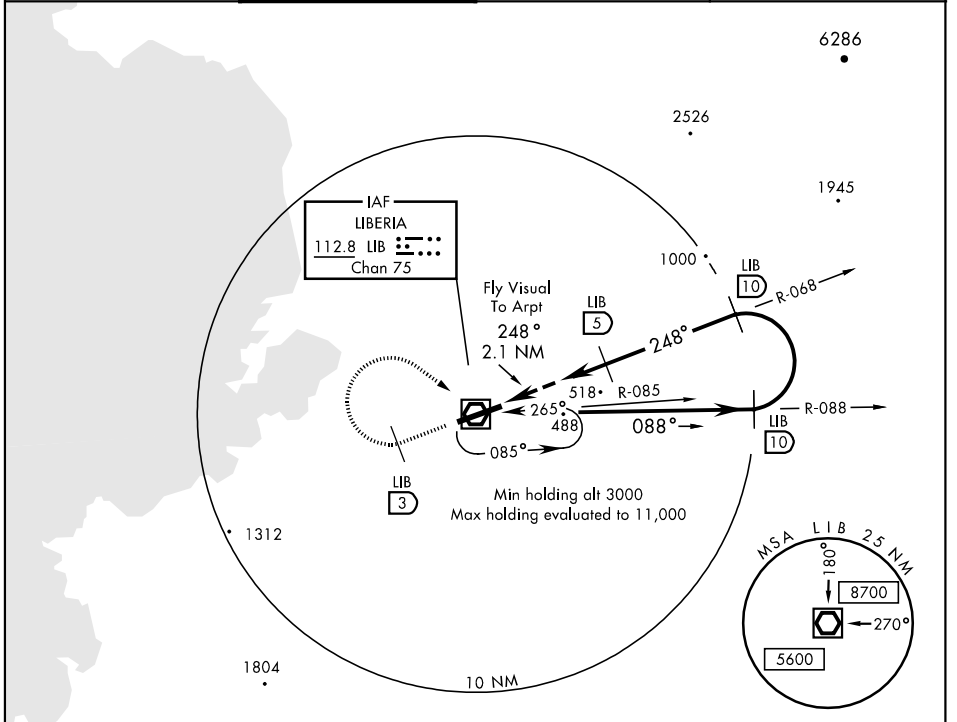 6286
2526
1945
IAF
LIBERIA
112.8 LIB
Chan 75
1000
LIB
10
R-068
Fly Visual
To Arpt
248°
2.1 NM
LIB
5
248°
518
R-085
265°
488
088°
R-088
LIB
10
085°
LIB
3
Min holding alt 3000
Max holding evaluated to 11,000
1312
MSA LIB 25 NM
180°
8700
270°
5600
1804
10 NM